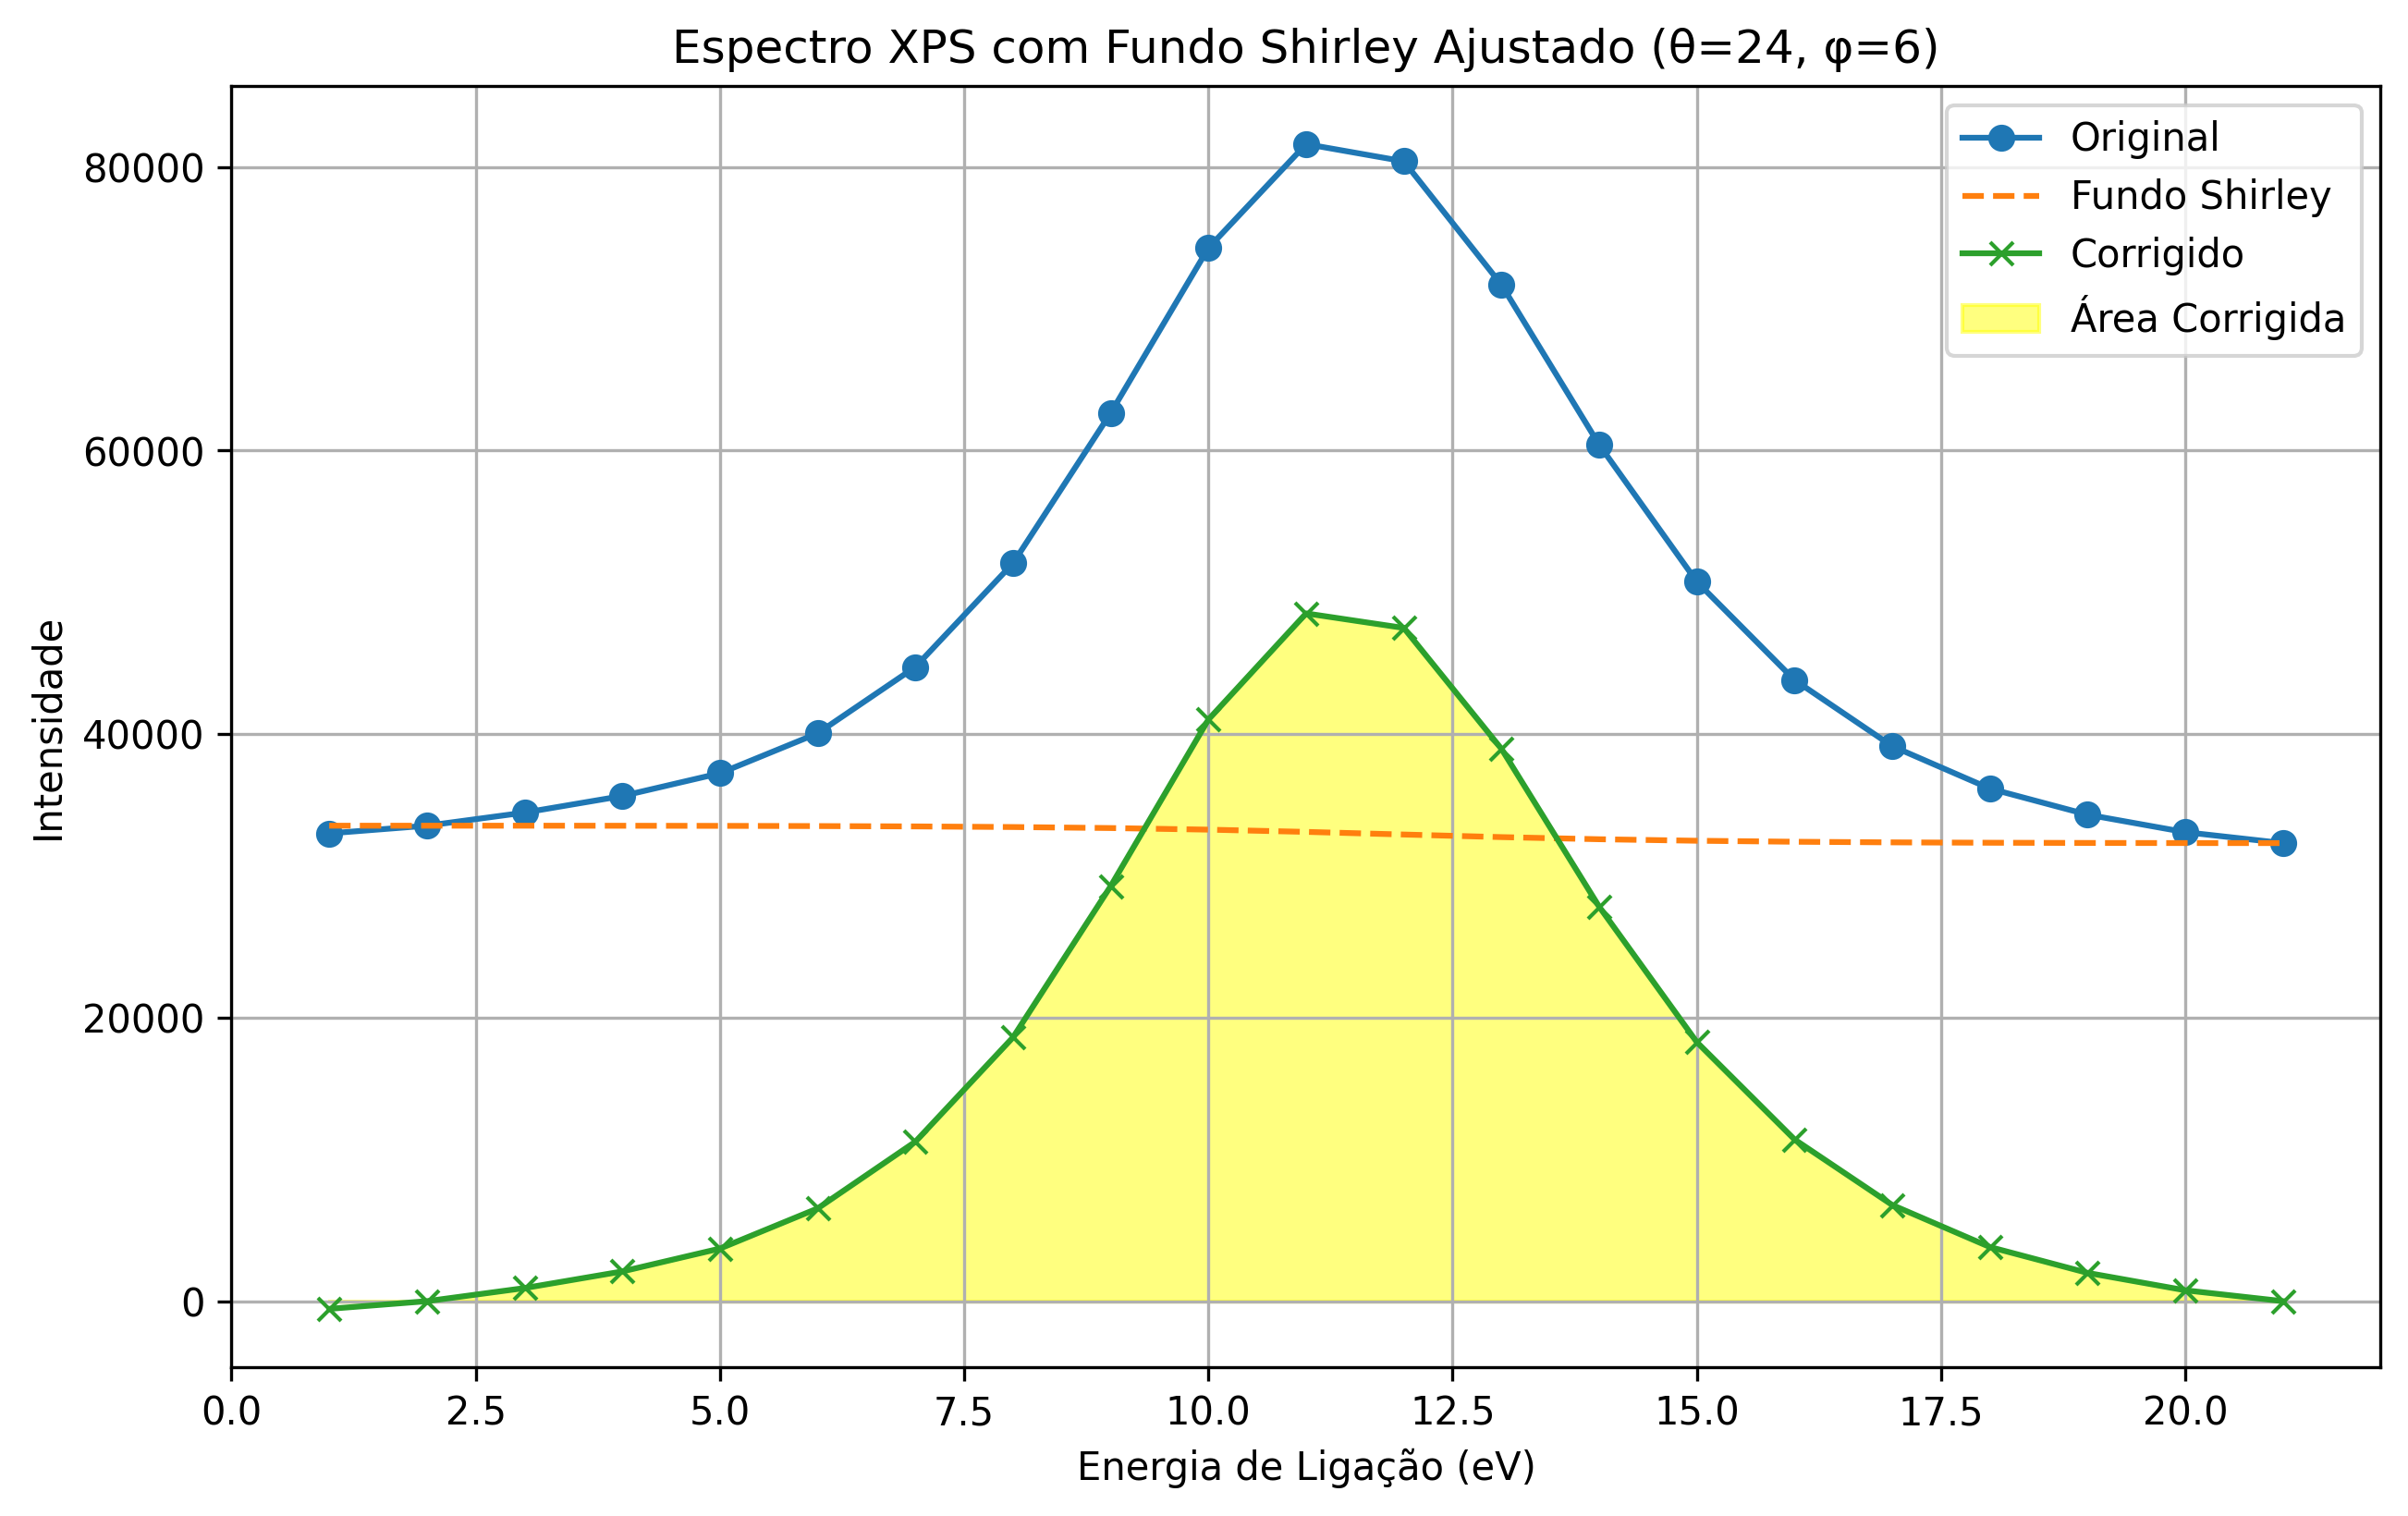 Espectro XPS com Fundo Shirley Ajustado (θ=24, φ=6)
Original
Fundo Shirley
Corrigido
Área Corrigida
80000
60000
40000
20000
0
Intensidade
0.0 2.5 5.0 7.5 10.0 12.5 15.0 17.5 20.0
Energia de Ligação (eV)